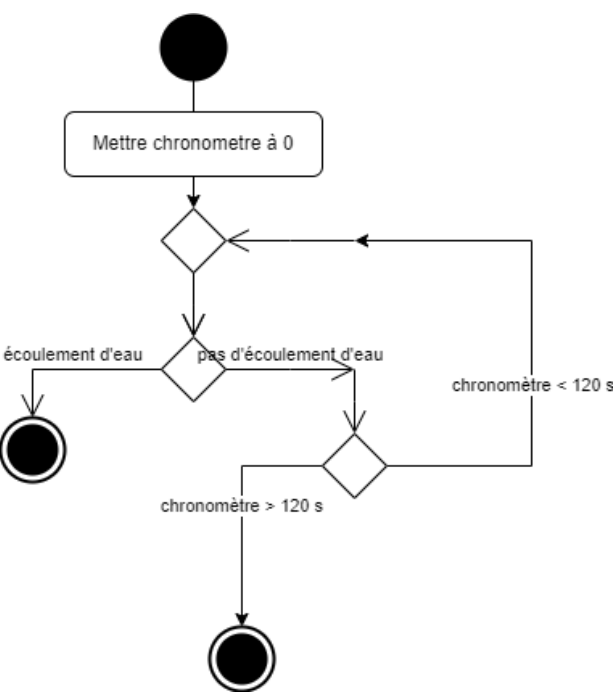 Mettre chronometre à 0
écoulement d'eau
pas d'écoulement d'eau
chronomètre < 120 s
chronomètre > 120 s